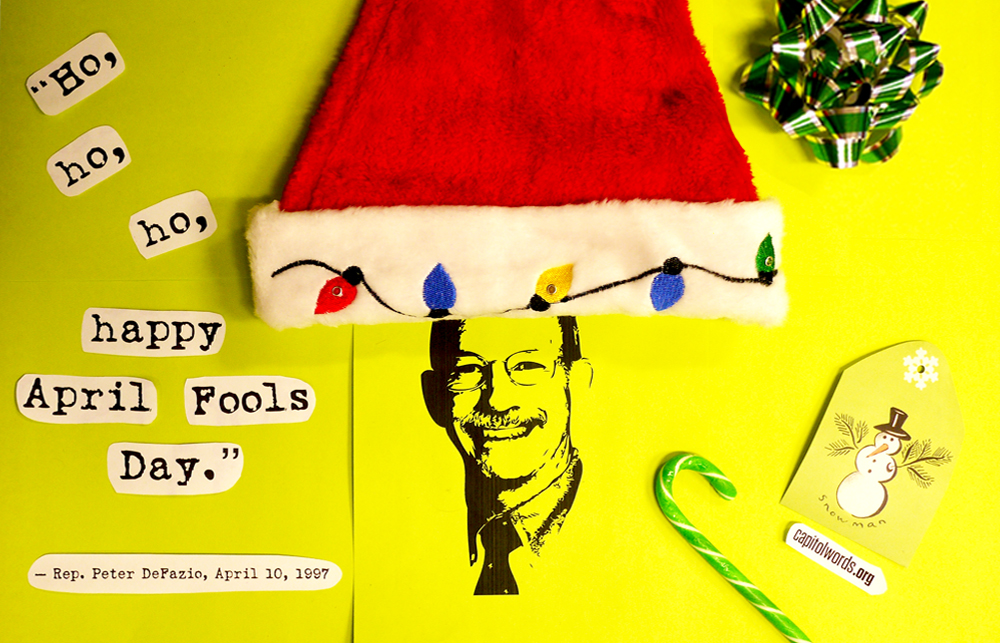 "Ho,
ho,
ho,
happy
April Fools
Day."
— Rep. Peter DeFazio, April 10, 1997
snowman
capitolwords.org